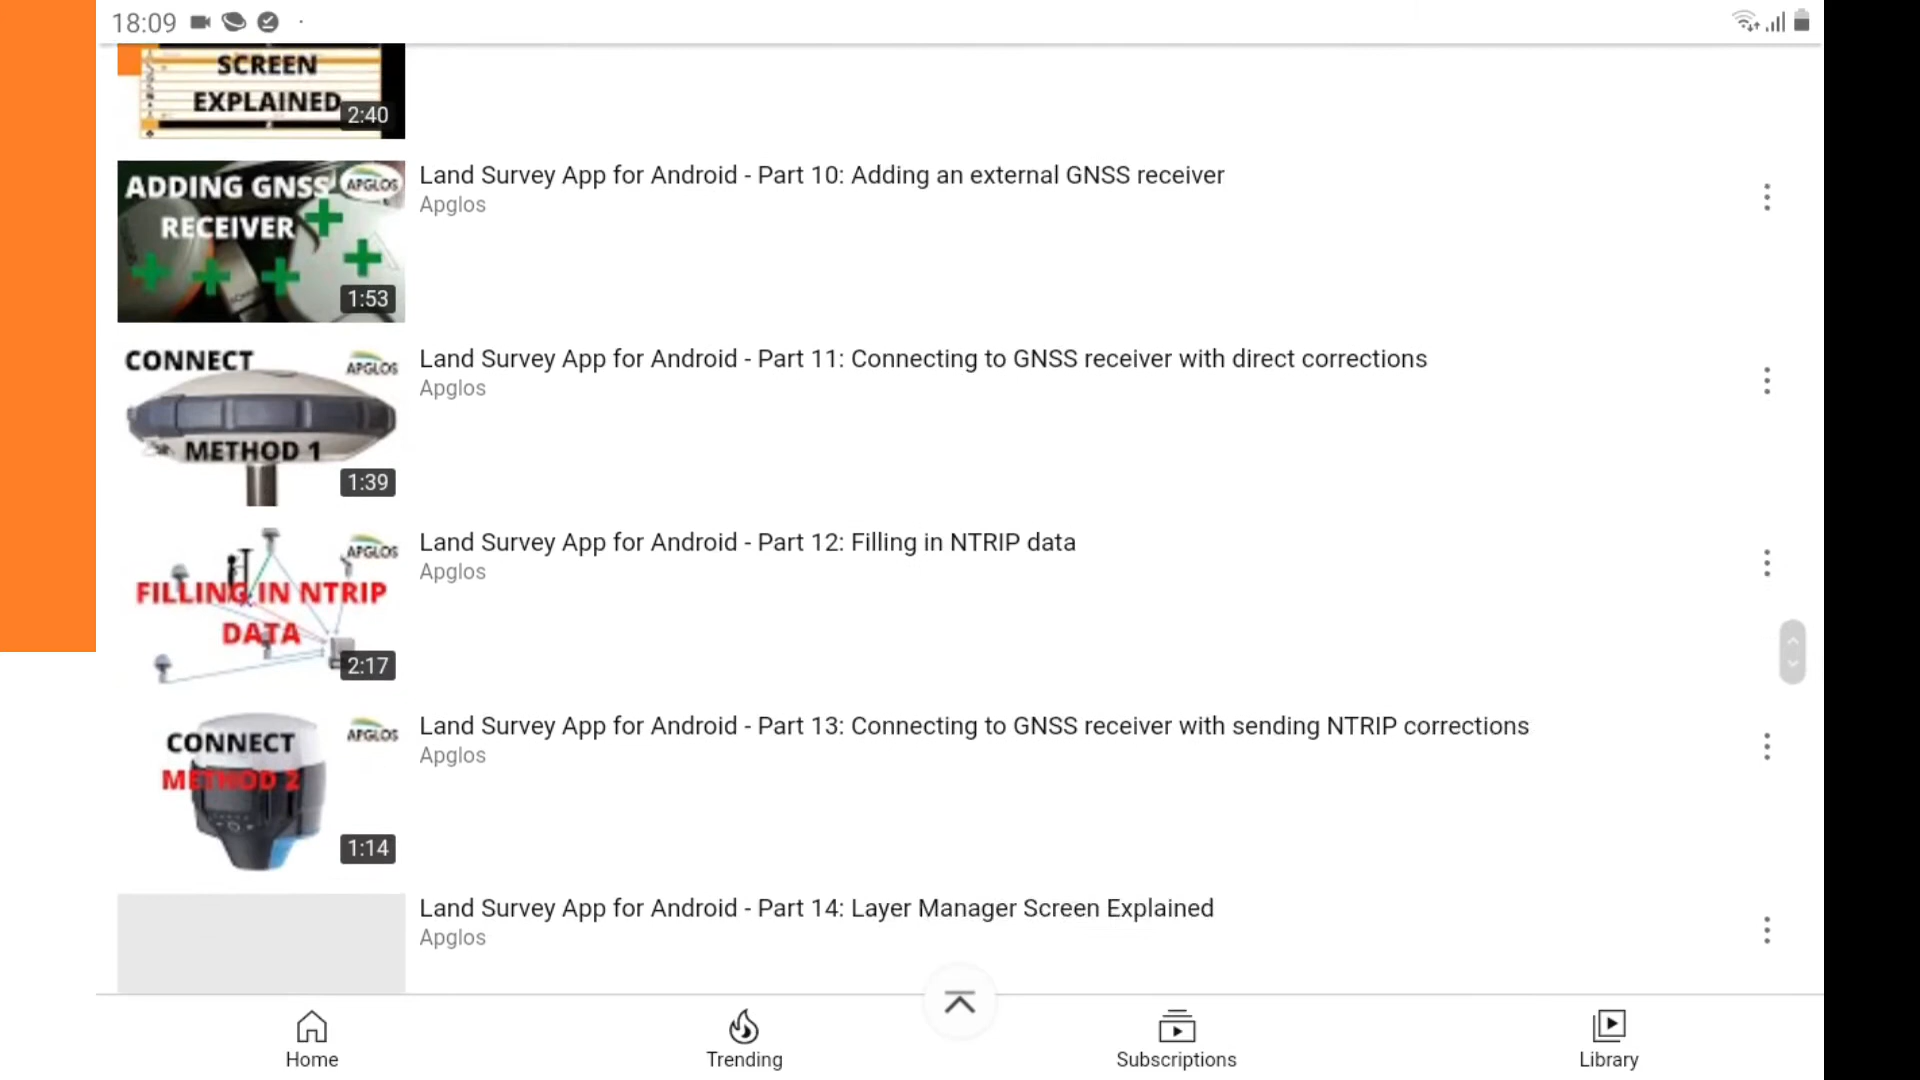 18:09
SCREEN
EXPLAINED
2:40
ADDING GNSS
APGLOS
RECEIVER
1:53
Land Survey App for Android - Part 10: Adding an external GNSS receiver
Apglos
CONNECT
APGLOS
METHOD 1
1:39
Land Survey App for Android - Part 11: Connecting to GNSS receiver with direct corrections
Apglos
APGLOS
FILLING IN NTRIP
DATA
2:17
Land Survey App for Android - Part 12: Filling in NTRIP data
Apglos
CONNECT
APGLOS
METHOD 2
1:14
Land Survey App for Android - Part 13: Connecting to GNSS receiver with sending NTRIP corrections
Apglos
Land Survey App for Android - Part 14: Layer Manager Screen Explained
Apglos
Home
Trending
Subscriptions
Library